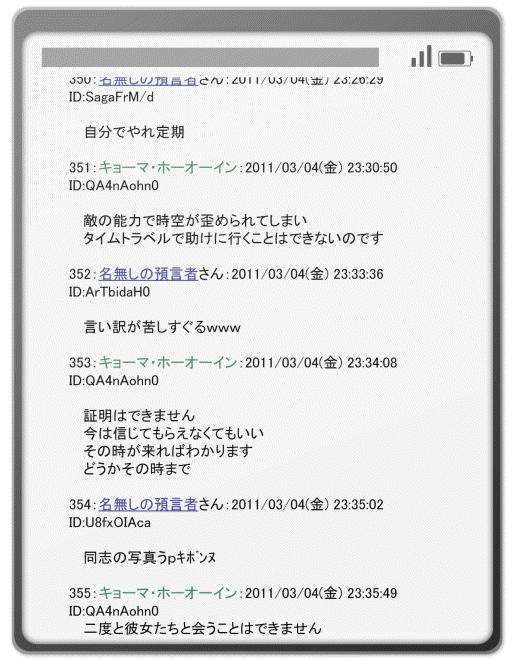 350：名無しの預言者さん：2011/03/04(金) 23:26:29
ID:SagaFrM/d
自分でやれ定期
351：キョーマ・ホーオーイン：2011/03/04(金) 23:30:50
ID:QA4nAohn0
敵の能力で時空が歪められてしまい
タイムトラベルで助けに行くことはできないのです
352：名無しの預言者さん：2011/03/04(金) 23:33:36
ID:ArTbidaH0
言い訳が苦しすぐるｗｗｗ
353：キョーマ・ホーオーイン：2011/03/04(金) 23:34:08
ID:QA4nAohn0
証明はできません
今は信じてもらえなくてもいい
その時が来ればわかります
どうかその時まで
354：名無しの預言者さん：2011/03/04(金) 23:35:02
ID:U8fxOIAca
同志の写真うｐｷﾎﾞﾝﾇ
355：キョーマ・ホーオーイン：2011/03/04(金) 23:35:49
ID:QA4nAohn0
二度と彼女たちと会うことはできません